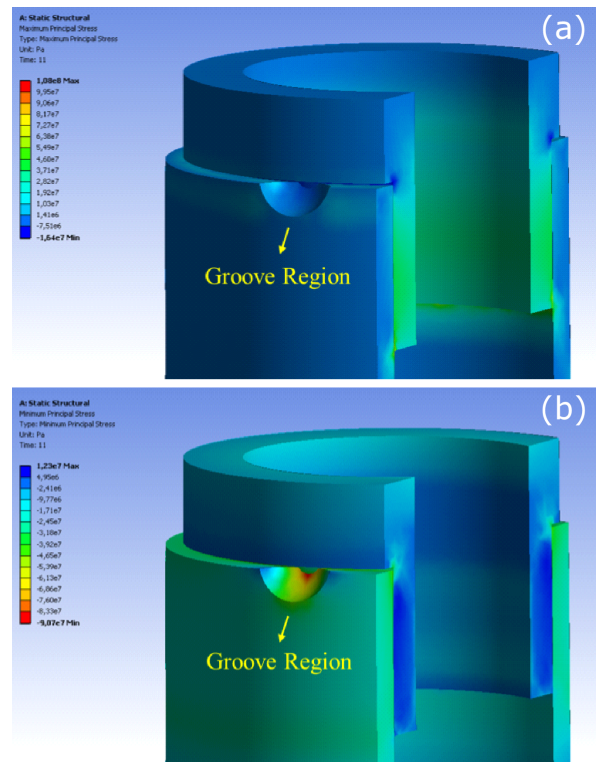 A: Static Structural
Maximum Principal Stress
Type: Maximum Principal Stress
Unit: Pa
Time: 11
(a)
1,08e8 Max
9,95e7
9,06e7
8,17e7
7,27e7
6,38e7
5,49e7
4,60e7
3,71e7
2,82e7
1,92e7
1,03e7
1,41e6
-7,51e6
-1,64e7 Min
Groove Region
A: Static Structural
Minimum Principal Stress
Type: Minimum Principal Stress
Unit: Pa
Time: 11
(b)
1,23e7 Max
4,95e6
-2,41e6
-9,77e6
-1,71e7
-2,45e7
-3,18e7
-3,92e7
-4,65e7
-5,39e7
-6,13e7
-6,86e7
-7,60e7
-8,33e7
-9,07e7 Min
Groove Region